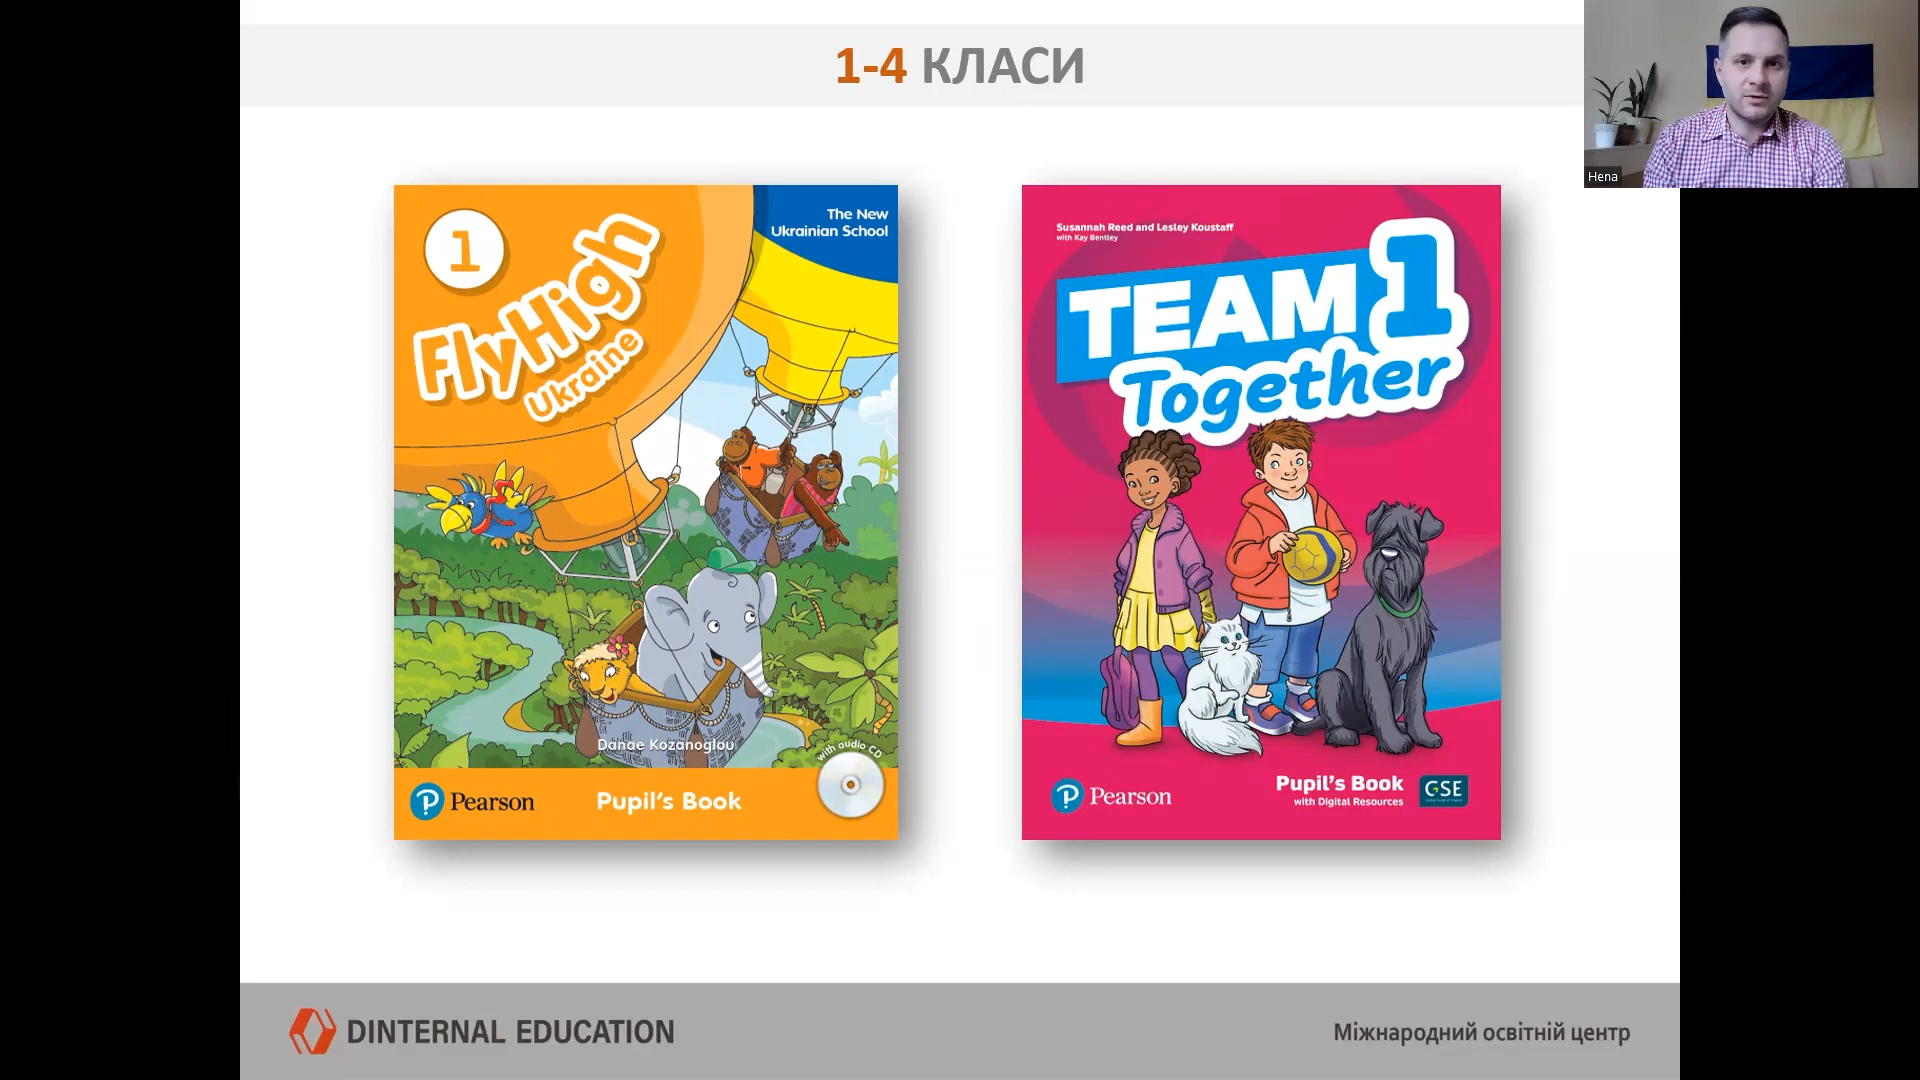 1-4 КЛАСИ
Hena
1
The New
Ukrainian School
FlyHigh
Ukraine
Danae Kozanoglou
with audio CD
Pearson
Pupil's Book
Susannah Reed and Lesley Koustaff
with Kay Bentley
TEAM 1
Together
Pearson
Pupil's Book
with Digital Resources
GSE
DINTERNAL EDUCATION
Міжнародний освітній центр